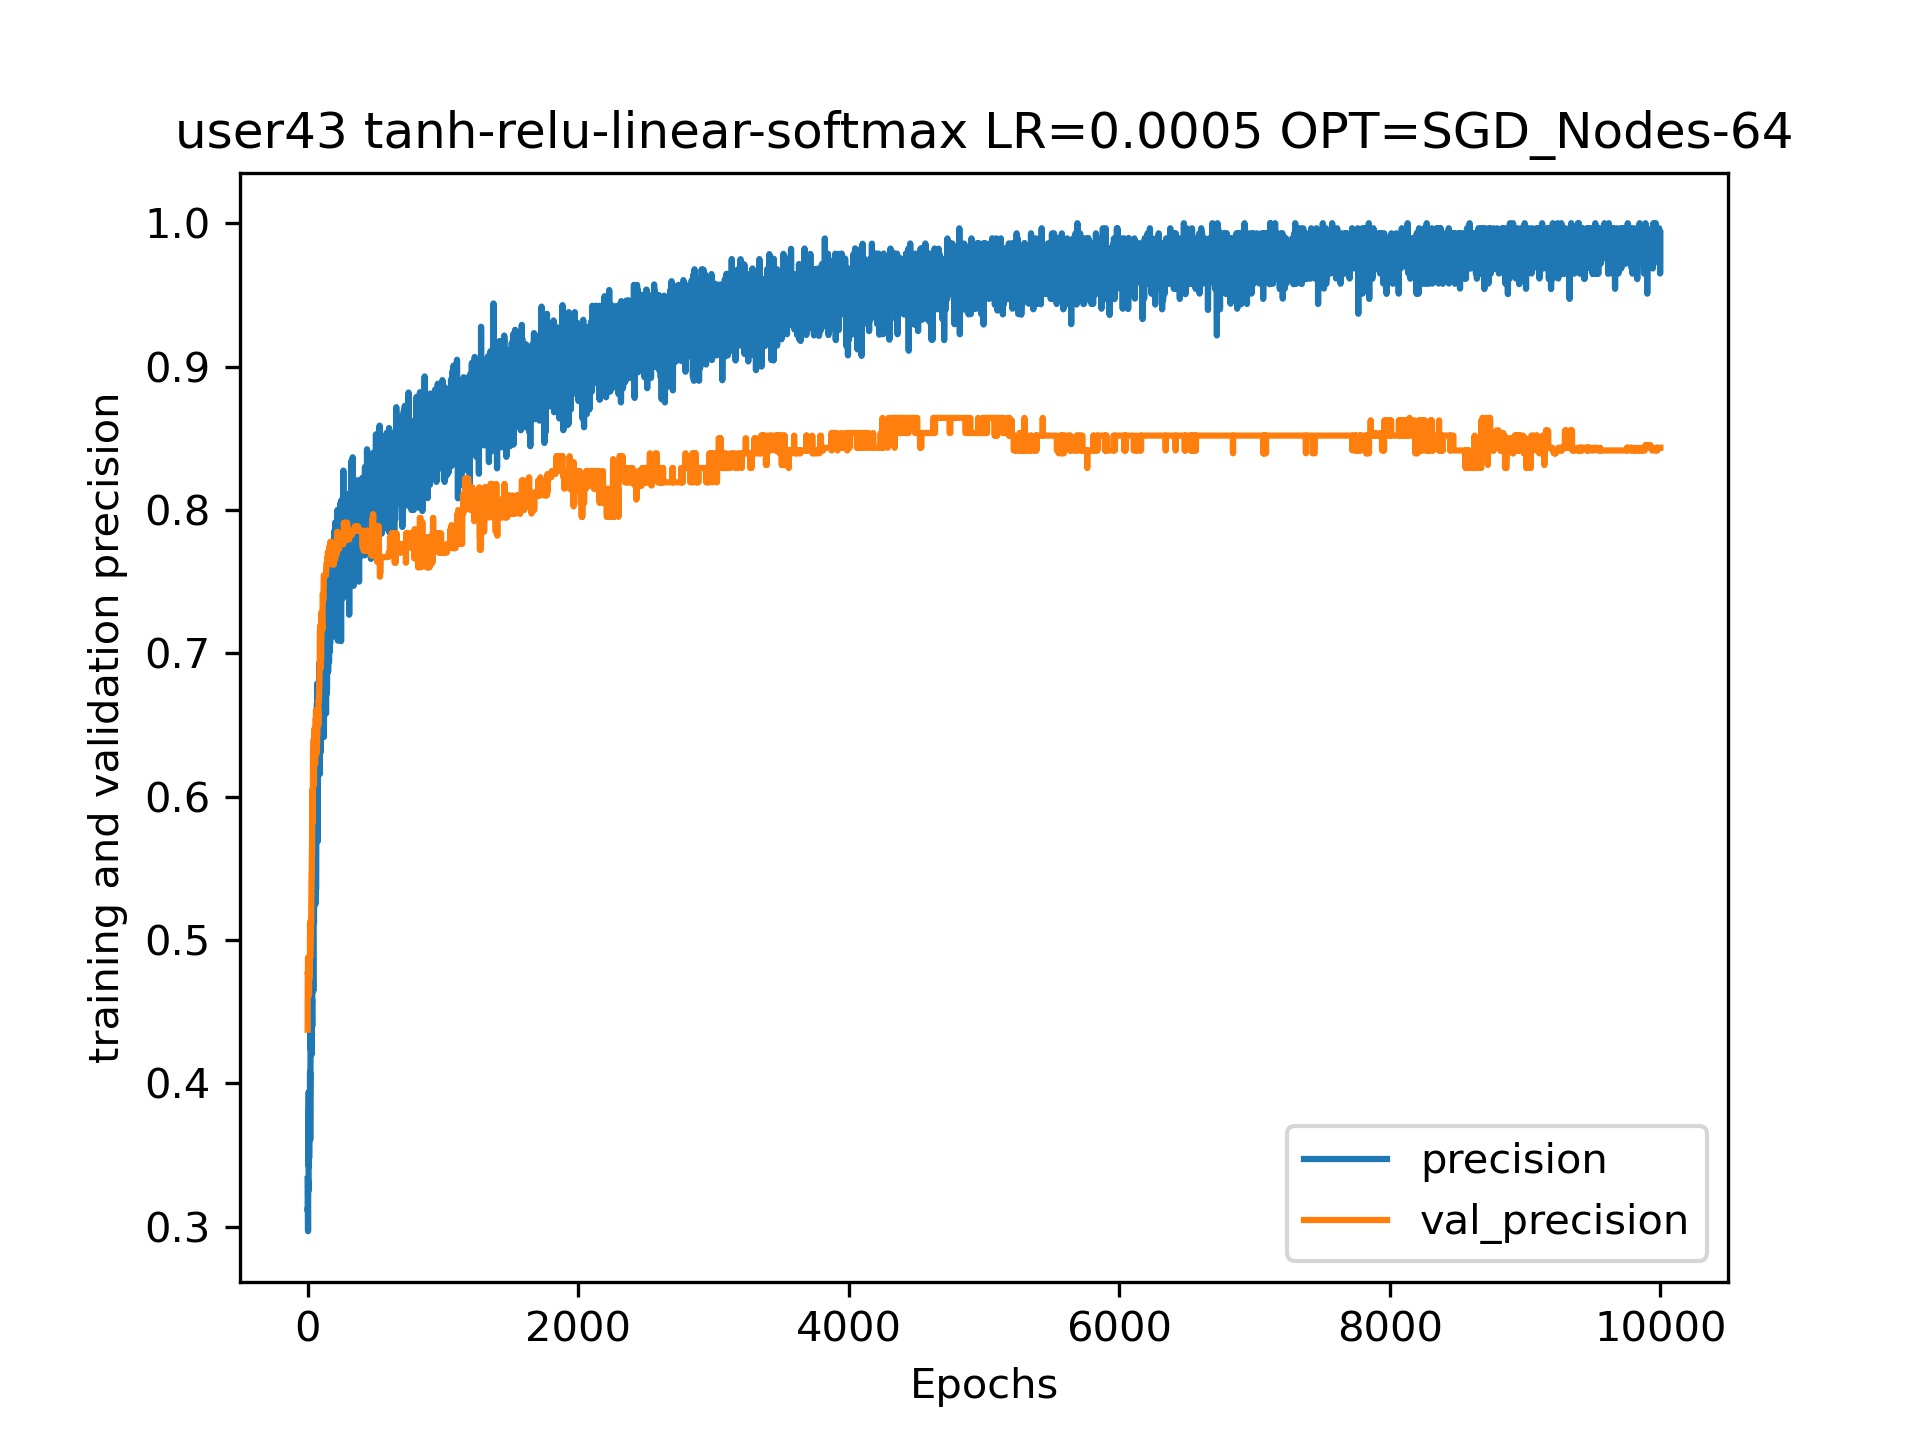 user43 tanh-relu-linear-softmax LR=0.0005 OPT=SGD_Nodes-64
training and validation precision
1.0
0.9
0.8
0.7
0.6
0.5
0.4
0.3
precision
val_precision
0 2000 4000 6000 8000 10000
Epochs